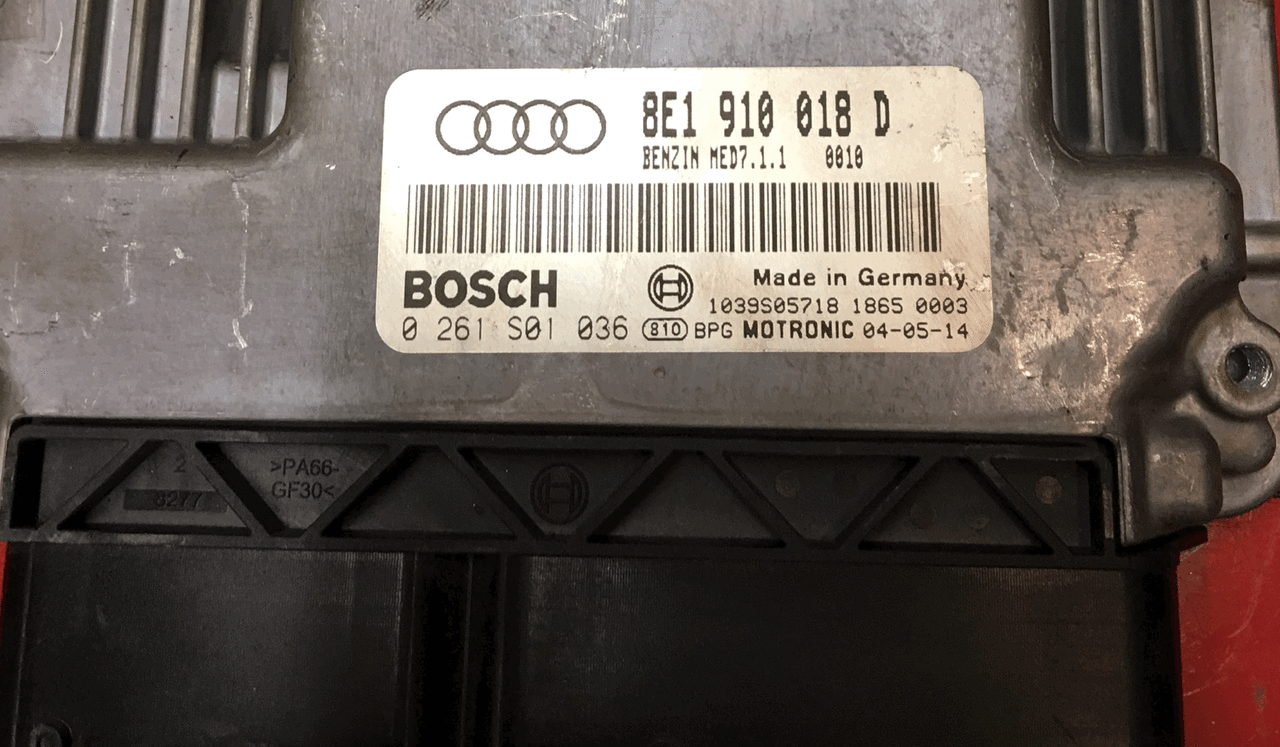 8E1 910 018 D
BENZIN MED7.1.1 0010
BOSCH
Made in Germany
1039S05718 1865 0003
0 261 S01 036 810 BPG MOTRONIC 04-05-14
2
8277
>PA66-
GF30<